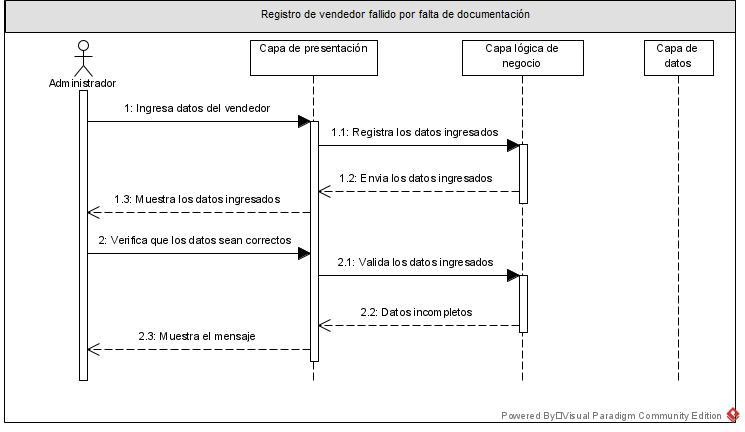 Registro de vendedor fallido por falta de documentación
Capa de presentación
Capa lógica de
negocio
Capa de
datos
Administrador
1: Ingresa datos del vendedor
1.1: Registra los datos ingresados
1.2: Envia los datos ingresados
1.3: Muestra los datos ingresados
2: Verifica que los datos sean correctos
2.1: Valida los datos ingresados
2.2: Datos incompletos
2.3: Muestra el mensaje
Powered By Visual Paradigm Community Edition